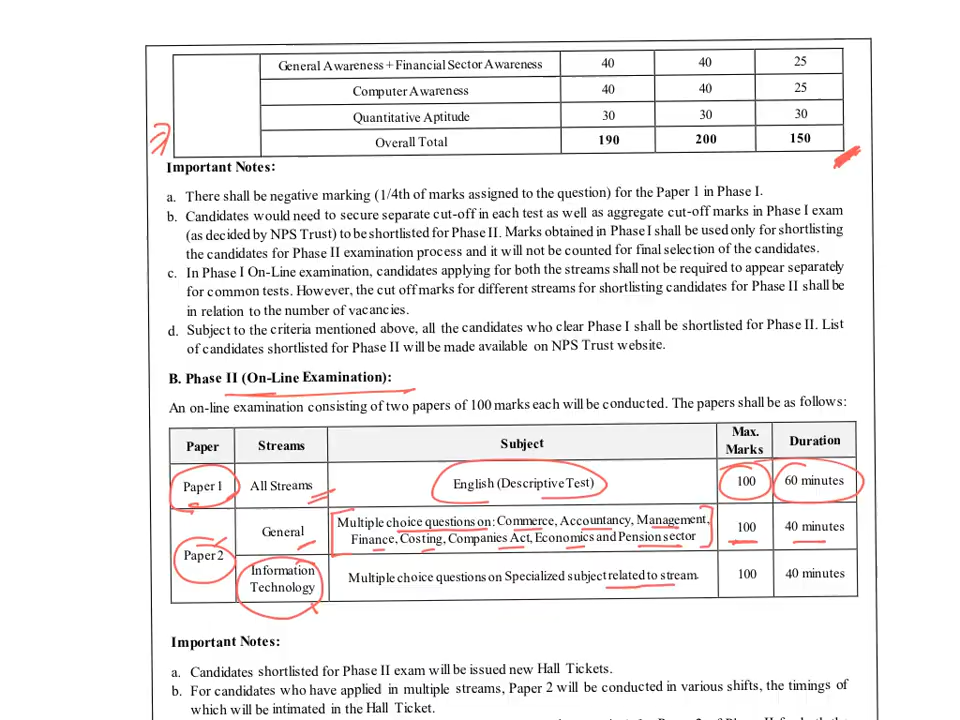 General Awareness + Financial Sector Awareness 40 40 25
Computer Awareness 40 40 25
Quantitative Aptitude 30 30 30
Overall Total 190 200 150
Important Notes:
a. There shall be negative marking (1/4th of marks assigned to the question) for the Paper 1 in Phase I.
b. Candidates would need to secure separate cut-off in each test as well as aggregate cut-off marks in Phase I exam
(as decided by NPS Trust) to be shortlisted for Phase II. Marks obtained in Phase I shall be used only for shortlisting
the candidates for Phase II examination process and it will not be counted for final selection of the candidates.
c. In Phase I On-Line examination, candidates applying for both the streams shall not be required to appear separately
for common tests. However, the cut off marks for different streams for shortlisting candidates for Phase II shall be
in relation to the number of vacancies.
d. Subject to the criteria mentioned above, all the candidates who clear Phase I shall be shortlisted for Phase II. List
of candidates shortlisted for Phase II will be made available on NPS Trust website.
B. Phase II (On-Line Examination):
An on-line examination consisting of two papers of 100 marks each will be conducted. The papers shall be as follows:
Paper Streams Subject Max. Marks Duration
Paper 1 All Streams English (Descriptive Test) 100 60 minutes
Paper 2 General Multiple choice questions on: Commerce, Accountancy, Management,
Finance, Costing, Companies Act, Economics and Pension sector 100 40 minutes
Information Technology Multiple choice questions on Specialized subject related to stream. 100 40 minutes
Important Notes:
a. Candidates shortlisted for Phase II exam will be issued new Hall Tickets.
b. For candidates who have applied in multiple streams, Paper 2 will be conducted in various shifts, the timings of
which will be intimated in the Hall Ticket.